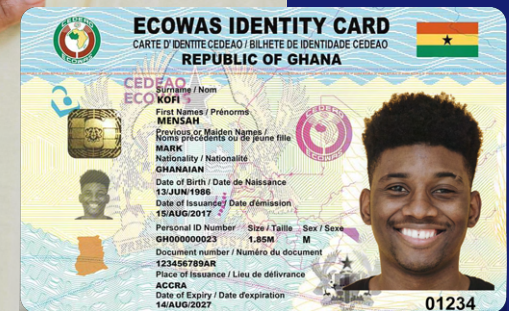 ECOWAS IDENTITY CARD
CARTE D'IDENTITE CEDEAO / BILHETE DE IDENTIDADE CEDEAO
REPUBLIC OF GHANA
CEDEAO
ECOWAS
Surname / Nom
KOFI
First Names / Prénorms
MENSAH
Previous or Maiden Names /
Noms précédents ou de jeune fille
MARK
Nationality / Nationalité
GHANAIAN
Date of Birth / Date de Naissance
13/JUN/1986
Date of Issuance / Date d'émission
15/AUG/2017
Personal ID Number Size / Taille Sex / Sexe
GH000000023 1.85M M
Document number / Numéro du document
123456789AR
Place of Issuance / Lieu de délivrance
ACCRA
Date of Expiry / Date d'expiration
14/AUG/2027
01234
CEDEAO
ECOWAS